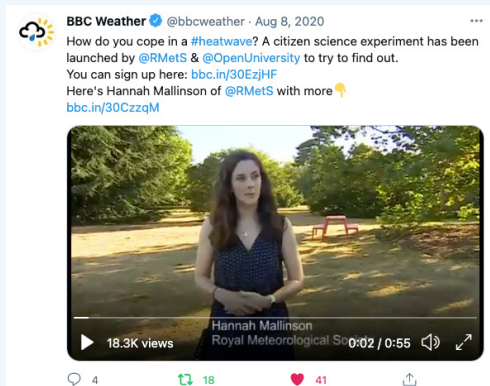 BBC Weather @bbcweather · Aug 8, 2020
How do you cope in a #heatwave? A citizen science experiment has been
launched by @RMetS & @OpenUniversity to try to find out.
You can sign up here: bbc.in/30EzjHF
Here's Hannah Mallinson of @RMetS with more
bbc.in/30CzzqM
Hannah Mallinson
Royal Meteorological Society
18.3K views
0:02 / 0:55
4 18 41